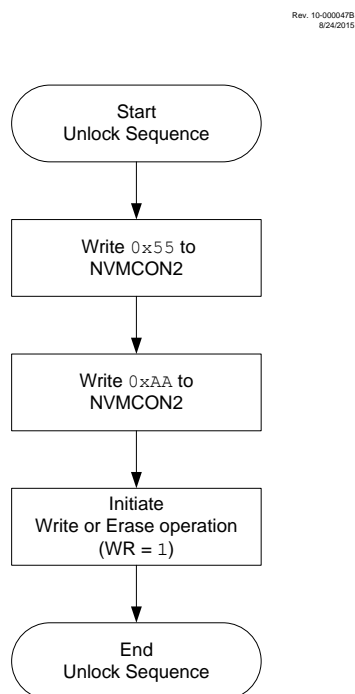 Rev. 10-000047B
8/24/2015
Start
Unlock Sequence
Write 0x55 to
NVMCON2
Write 0xAA to
NVMCON2
Initiate
Write or Erase operation
(WR = 1)
End
Unlock Sequence